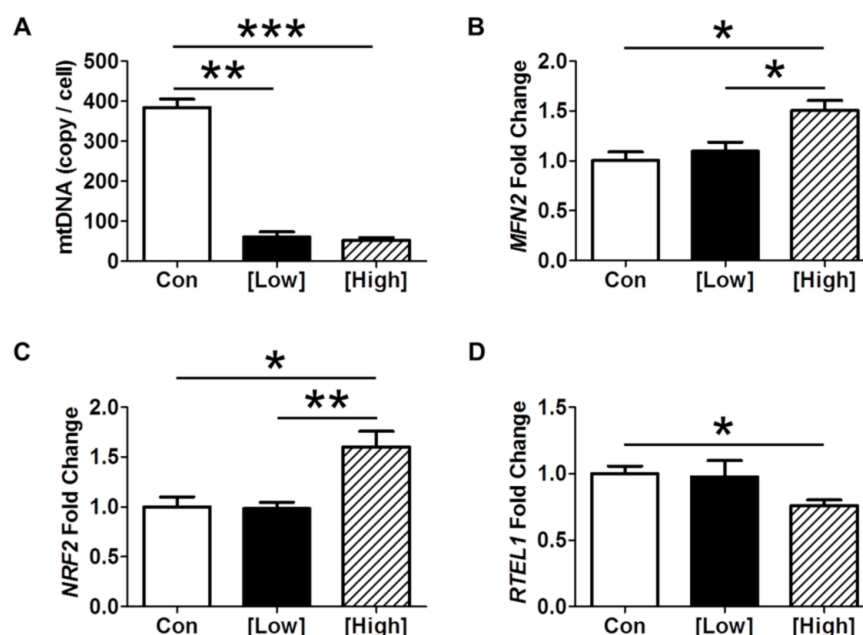 A
mtDNA (copy / cell)
500
400
300
200
100
0
***
**
Con
[Low]
[High]
B
MFN2 Fold Change
2.0
1.5
1.0
0.5
0.0
*
*
Con
[Low]
[High]
C
NRF2 Fold Change
2.0
1.5
1.0
0.5
0.0
*
**
Con
[Low]
[High]
D
RTEL1 Fold Change
1.5
1.0
0.5
0.0
*
Con
[Low]
[High]